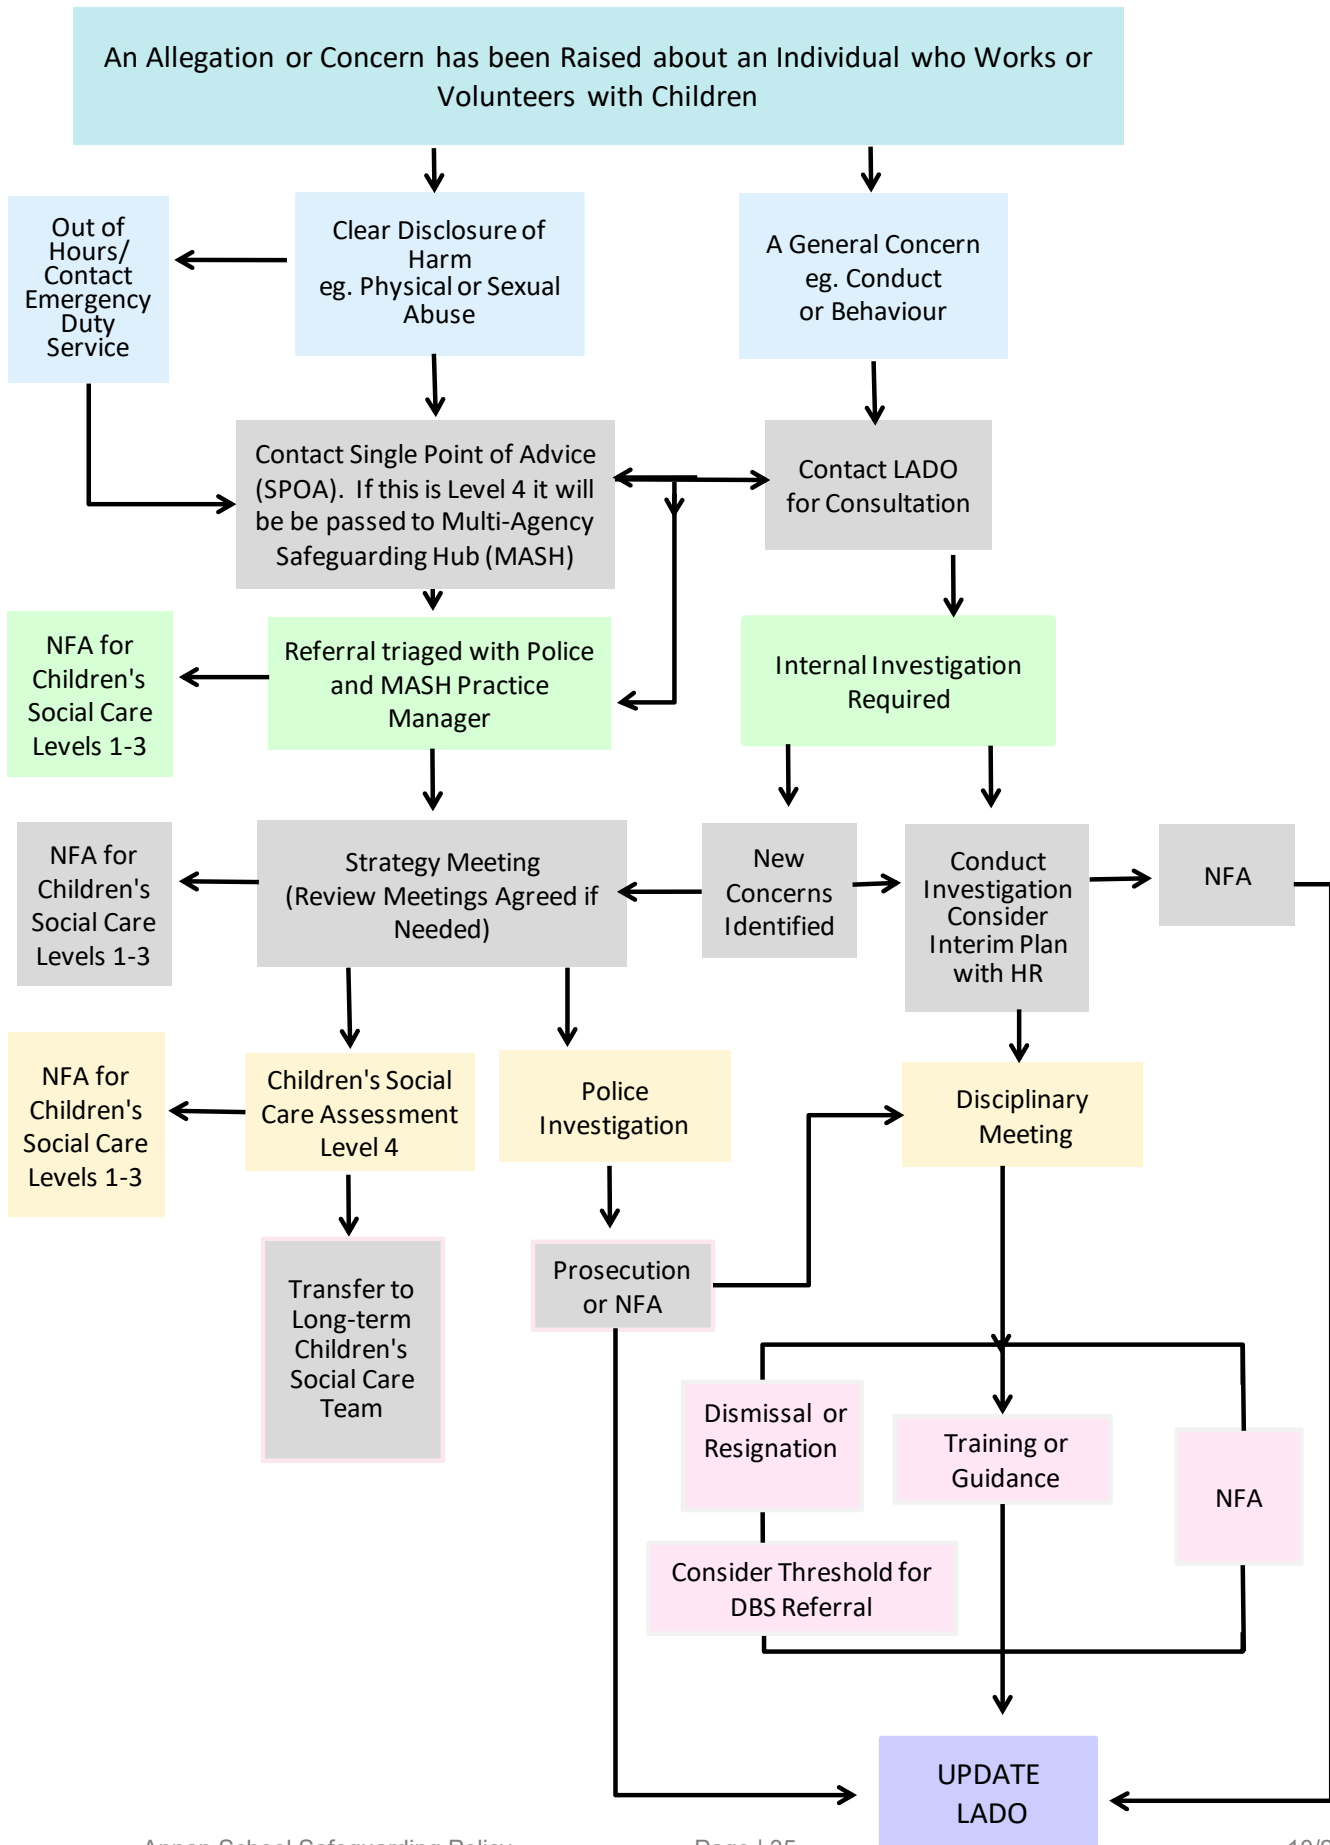 An Allegation or Concern has been Raised about an Individual who Works or
Volunteers with Children
Out of
Hours/
Contact
Emergency
Duty
Service
Clear Disclosure of
Harm
eg. Physical or Sexual
Abuse
A General Concern
eg. Conduct
or Behaviour
Contact Single Point of Advice
(SPOA). If this is Level 4 it will
be be passed to Multi-Agency
Safeguarding Hub (MASH)
Contact LADO
for Consultation
NFA for
Children's
Social Care
Levels 1-3
Referral triaged with Police
and MASH Practice
Manager
Internal Investigation
Required
NFA for
Children's
Social Care
Levels 1-3
Strategy Meeting
(Review Meetings Agreed if
Needed)
New
Concerns
Identified
Conduct
Investigation
Consider
Interim Plan
with HR
NFA
NFA for
Children's
Social Care
Levels 1-3
Children's Social
Care Assessment
Level 4
Police
Investigation
Disciplinary
Meeting
Transfer to
Long-term
Children's
Social Care
Team
Prosecution
or NFA
Dismissal or
Resignation
Training or
Guidance
NFA
Consider Threshold for
DBS Referral
UPDATE
LADO
School Safeguarding Policy
Page | 35